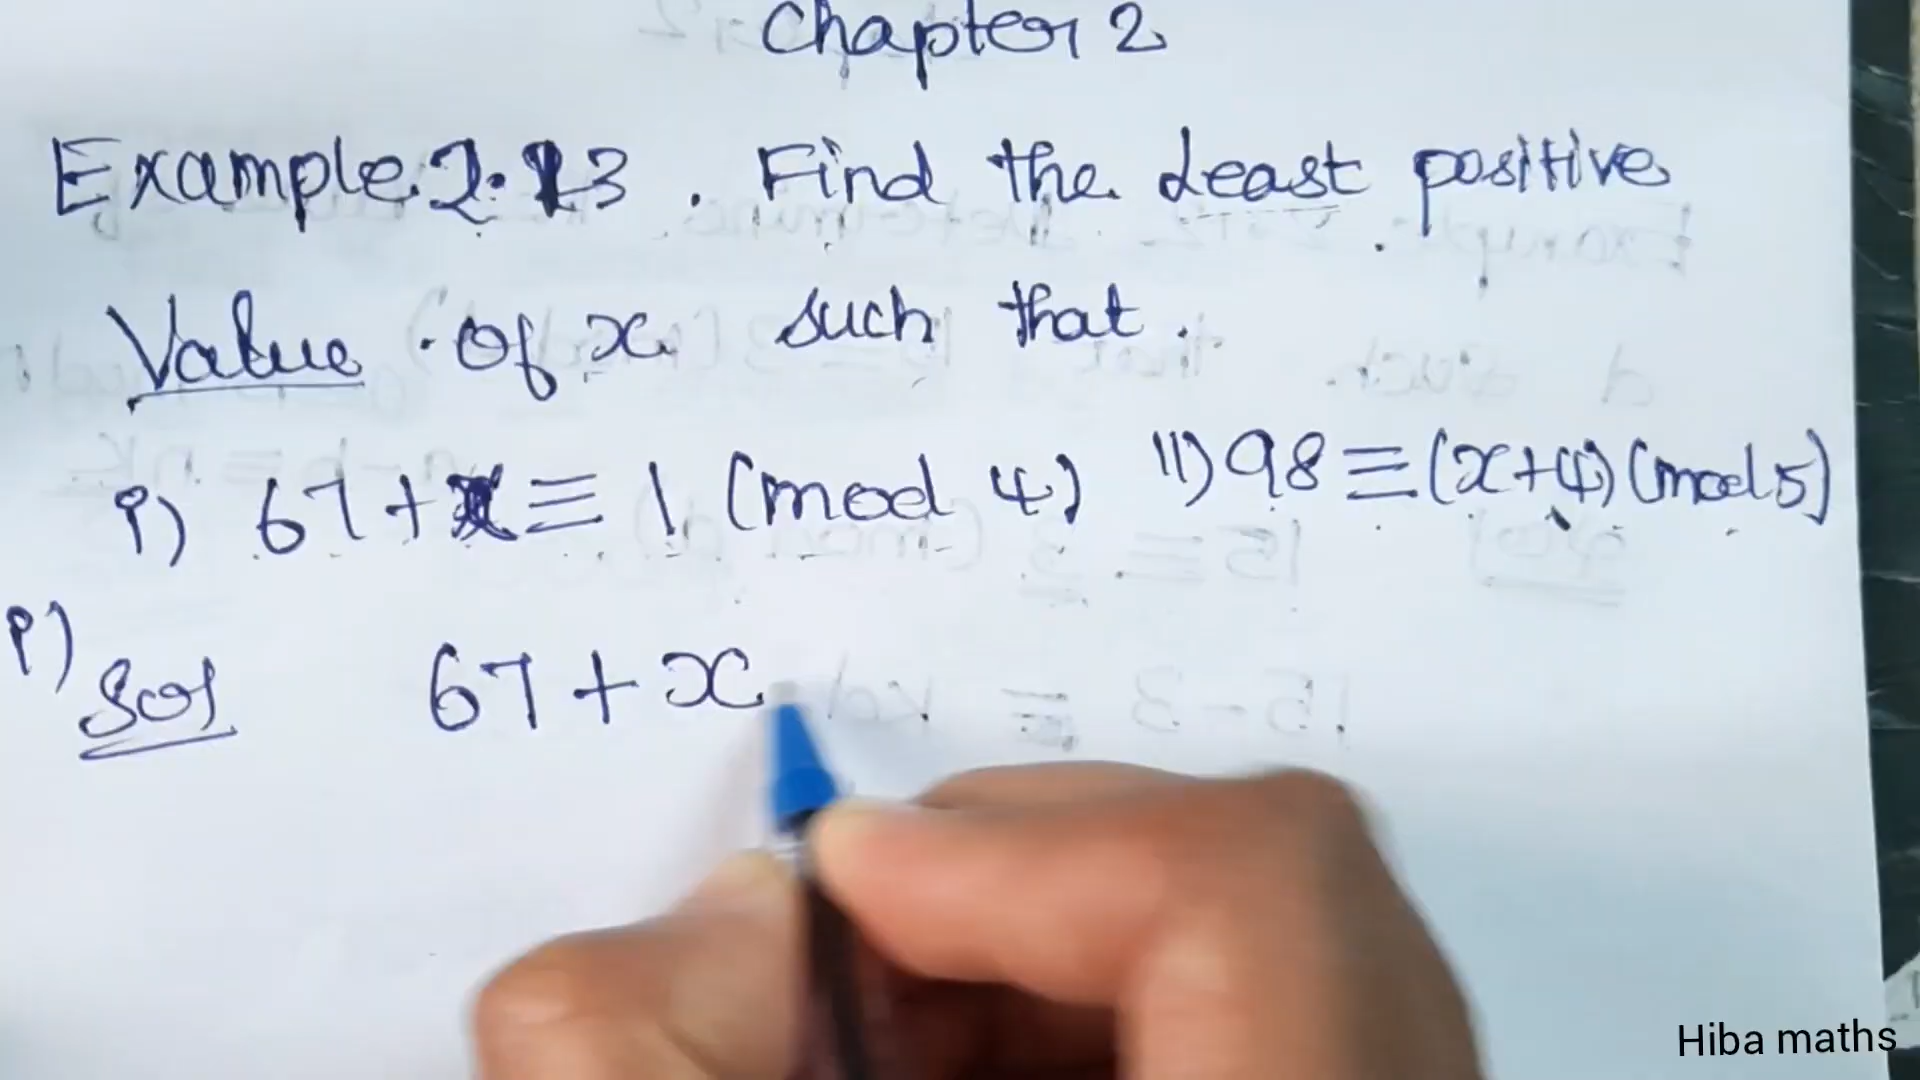 Chapter 2
Example 2.13. Find the Least positive
Value of x such that.
i) 67+x≡1 (mod 4) ii) 98≡(x+4)(mod 5)
i)
Sol 67+x
Hiba maths